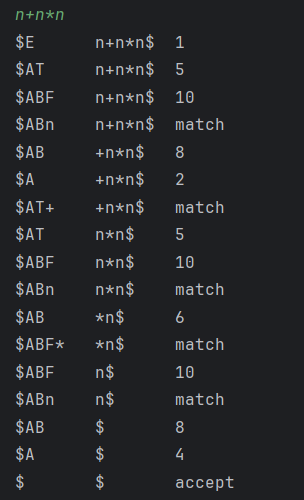 n+n*n
$E n+n*n$ 1
$AT n+n*n$ 5
$ABF n+n*n$ 10
$ABn n+n*n$ match
$AB +n*n$ 8
$A +n*n$ 2
$AT+ +n*n$ match
$AT n*n$ 5
$ABF n*n$ 10
$ABn n*n$ match
$AB *n$ 6
$ABF* *n$ match
$ABF n$ 10
$ABn n$ match
$AB $ 8
$A $ 4
$ $ accept